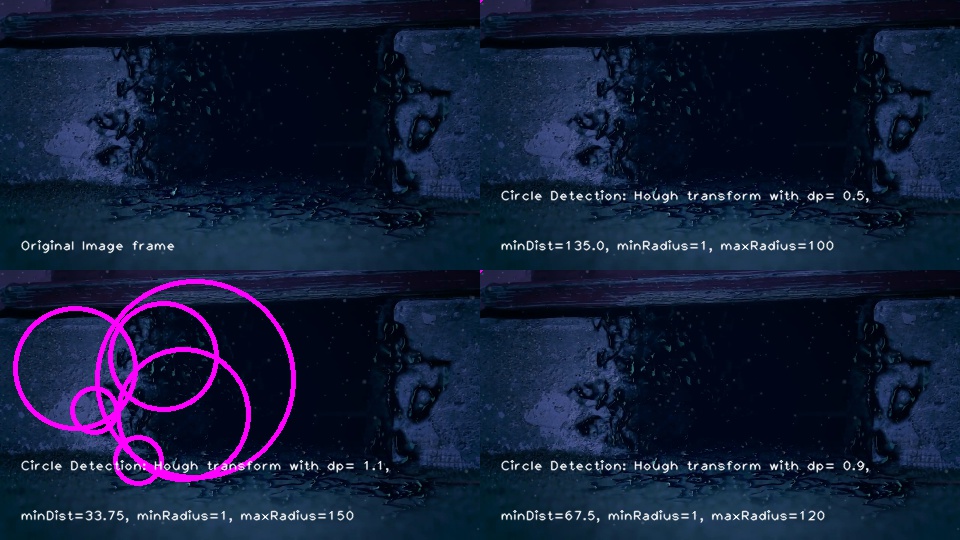 Original Image frame
Circle Detection: Hough transform with dp= 0.5,
minDist=135.0, minRadius=1, maxRadius=100
Circle Detection: Hough transform with dp= 1.1,
minDist=33.75, minRadius=1, maxRadius=150
Circle Detection: Hough transform with dp= 0.9,
minDist=67.5, minRadius=1, maxRadius=120